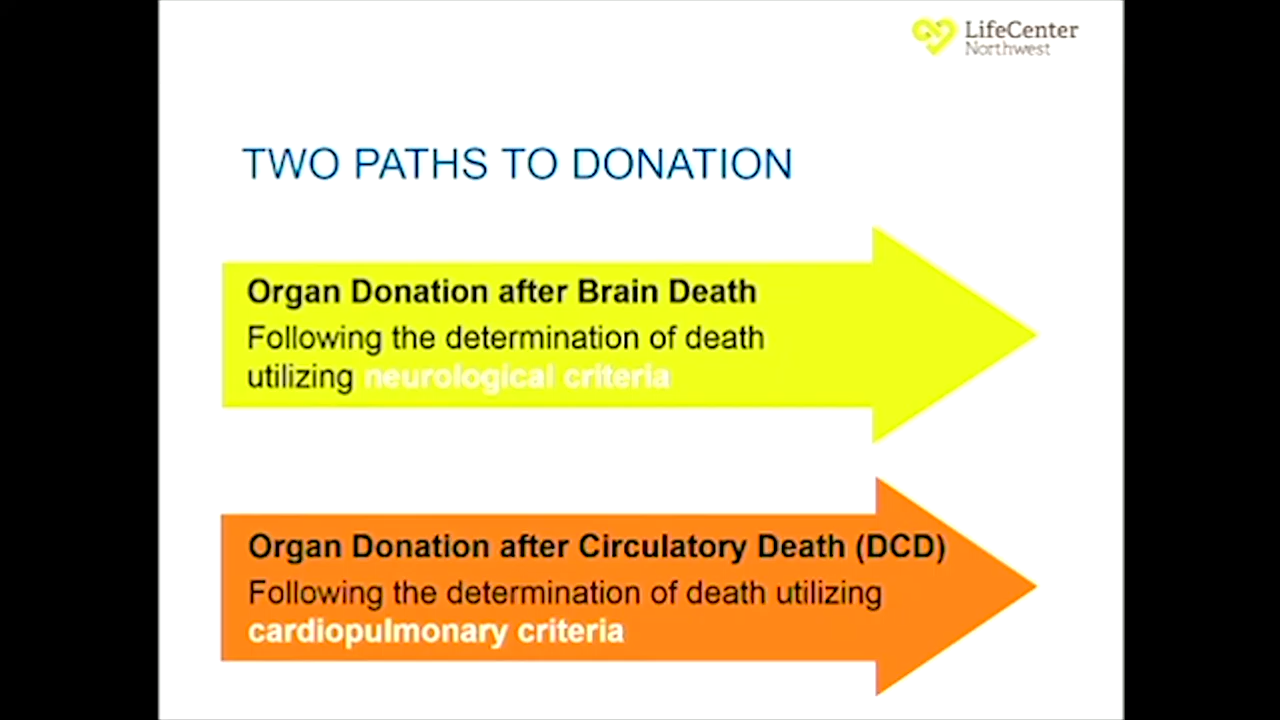 LifeCenter
Northwest
TWO PATHS TO DONATION
Organ Donation after Brain Death
Following the determination of death
utilizing neurological criteria
Organ Donation after Circulatory Death (DCD)
Following the determination of death utilizing
cardiopulmonary criteria